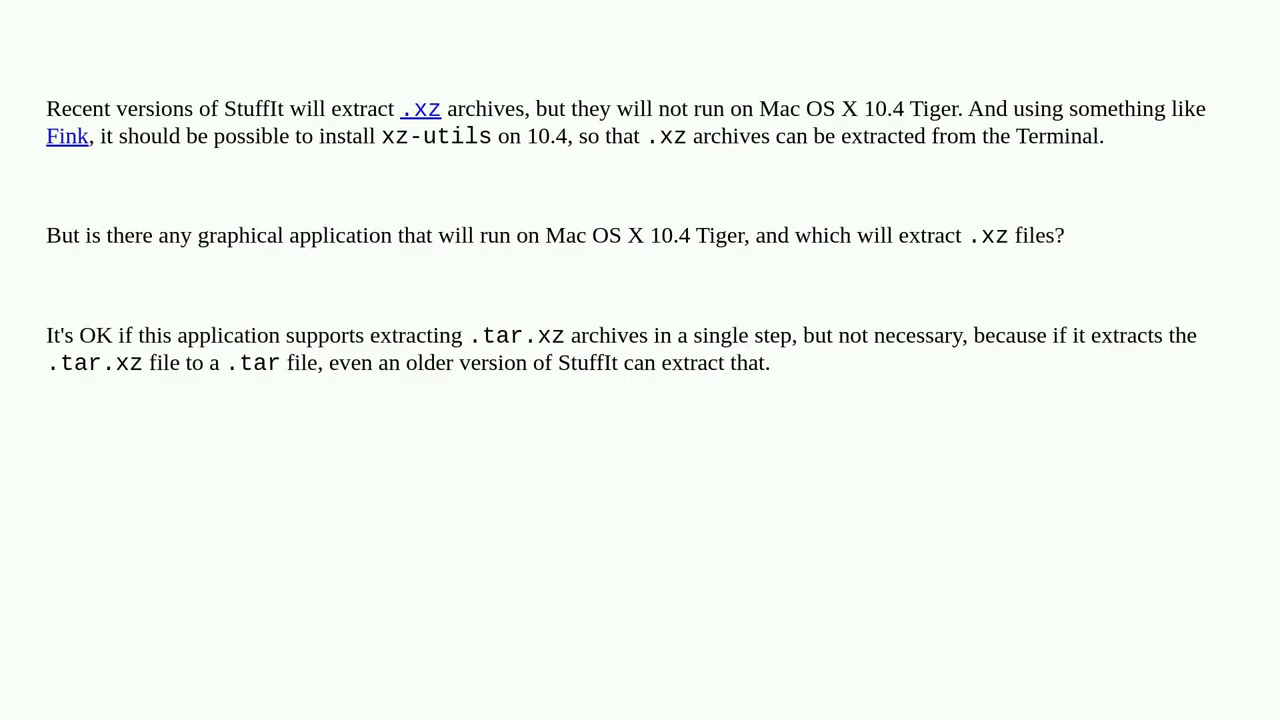 Recent versions of StuffIt will extract .xz archives, but they will not run on Mac OS X 10.4 Tiger. And using something like
Fink, it should be possible to install xz-utils on 10.4, so that .xz archives can be extracted from the Terminal.
But is there any graphical application that will run on Mac OS X 10.4 Tiger, and which will extract .xz files?
It's OK if this application supports extracting .tar.xz archives in a single step, but not necessary, because if it extracts the
.tar.xz file to a .tar file, even an older version of StuffIt can extract that.